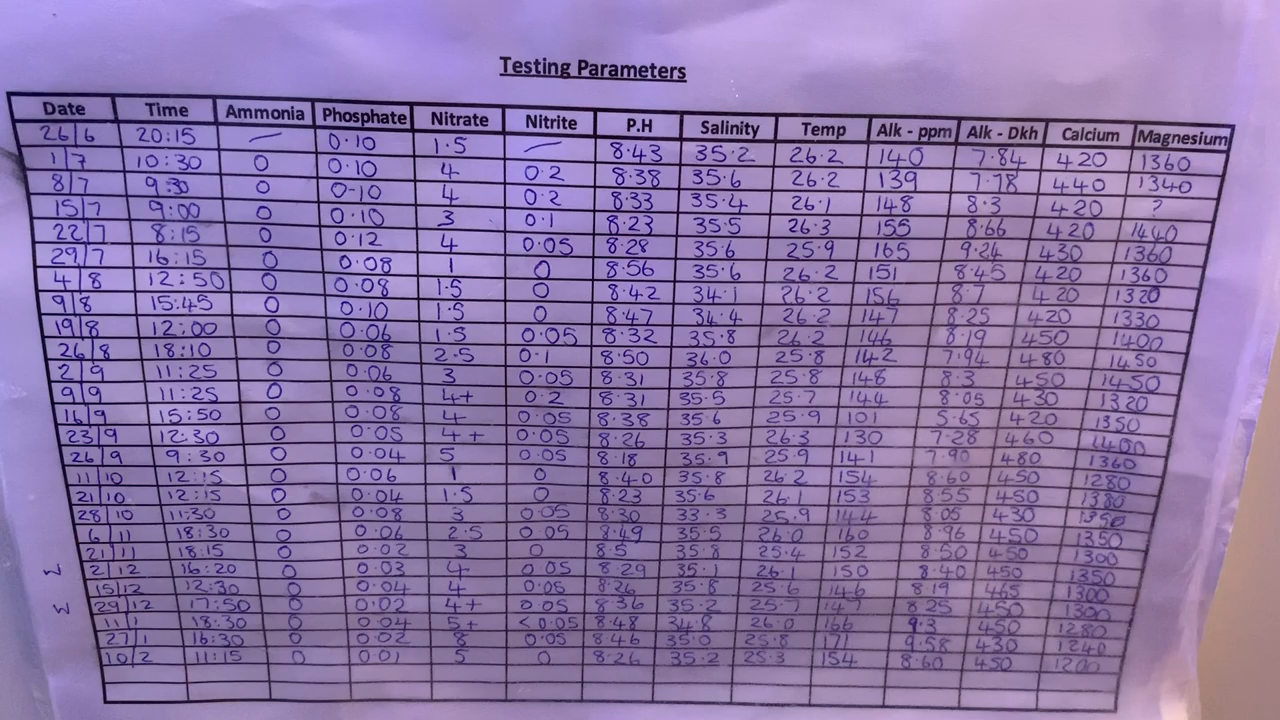 Testing Parameters
Date Time Ammonia Phosphate Nitrate Nitrite P.H Salinity Temp Alk - ppm Alk - Dkh Calcium Magnesium
26/6 20:15 — 0.10 1.5 — 8.43 35.2 26.2 140 7.84 420 1360
1/7 10:30 0 0.10 4 0.2 8.38 35.6 26.2 139 7.78 440 1340
8/7 9:30 0 0.10 4 0.2 8.33 35.4 26.1 148 8.3 420 ?
15/7 9:00 0 0.10 3 0.1 8.23 35.5 26.3 155 8.66 420 1440
22/7 8:15 0 0.12 4 0.05 8.28 35.6 25.9 165 9.24 430 1360
29/7 16:15 0 0.08 1 0 8.56 35.6 26.2 151 8.45 420 1360
4/8 12:50 0 0.08 1.5 0 8.42 34.1 26.2 156 8.7 420 1320
9/8 15:45 0 0.10 1.5 0 8.47 34.4 26.2 147 8.25 420 1330
19/8 12:00 0 0.06 1.5 0.05 8.32 35.8 26.2 146 8.19 450 1400
26/8 18:10 0 0.08 2.5 0.1 8.50 36.0 25.8 142 7.94 480 1450
2/9 11:25 0 0.06 3 0.05 8.31 35.8 25.8 148 8.3 450 1450
9/9 11:25 0 0.08 4+ 0.2 8.31 35.5 25.7 144 8.05 430 1320
16/9 15:50 0 0.08 4 0.05 8.38 35.6 25.9 101 5.65 420 1350
23/9 12:30 0 0.05 4+ 0.05 8.26 35.3 26.3 130 7.28 460 1400
26/9 9:30 0 0.04 5 0.05 8.18 35.9 25.9 141 7.90 480 1360
11/10 12:15 0 0.06 1 0 8.40 35.8 26.2 154 8.60 450 1280
21/10 12:15 0 0.04 1.5 0 8.23 35.6 26.1 153 8.55 450 1380
28/10 11:30 0 0.08 3 0.05 8.30 33.3 25.9 144 8.05 430 1350
6/11 18:30 0 0.06 2.5 0.05 8.49 35.5 26.0 160 8.96 450 1350
21/11 18:15 0 0.02 3 0 8.5 35.8 25.4 152 8.50 450 1300
2/12 16:20 0 0.03 4 0.05 8.29 35.1 26.1 150 8.40 450 1350
15/12 12:30 0 0.04 4 0.05 8.26 35.8 25.6 146 8.19 465 1300
29/12 17:50 0 0.02 4+ 0.05 8.36 35.2 25.7 147 8.25 450 1300
11/1 18:30 0 0.04 5+ <0.05 8.48 34.8 26.0 166 9.3 450 1280
27/1 16:30 0 0.02 8 0.05 8.46 35.0 25.8 171 9.58 430 1240
10/2 11:15 0 0.01 5 0 8.26 35.2 25.3 154 8.60 450 1200